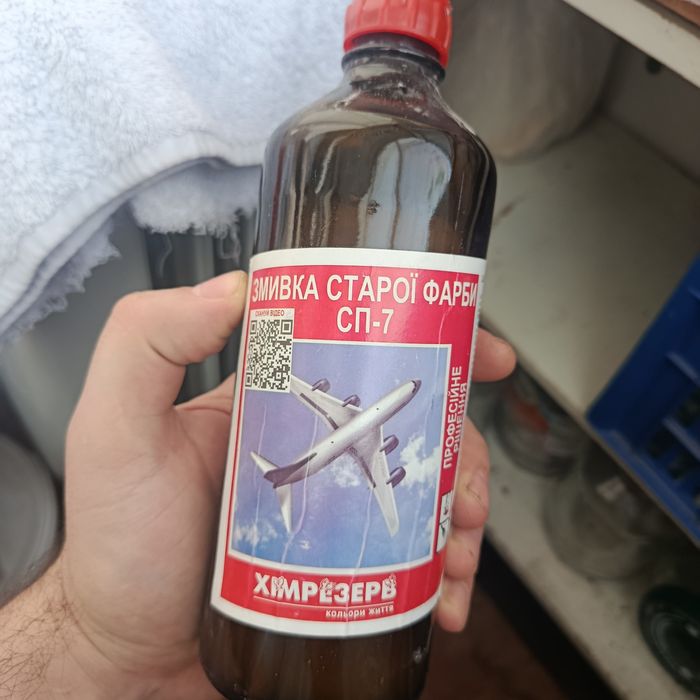 ЗМИВКА СТАРОЇ ФАРБИ
СП-7
СКАНУЙ ВІДЕО
ПРОФЕСІЙНЕ
РІШЕННЯ
ХІМРЕЗЕРВ
кольори життя